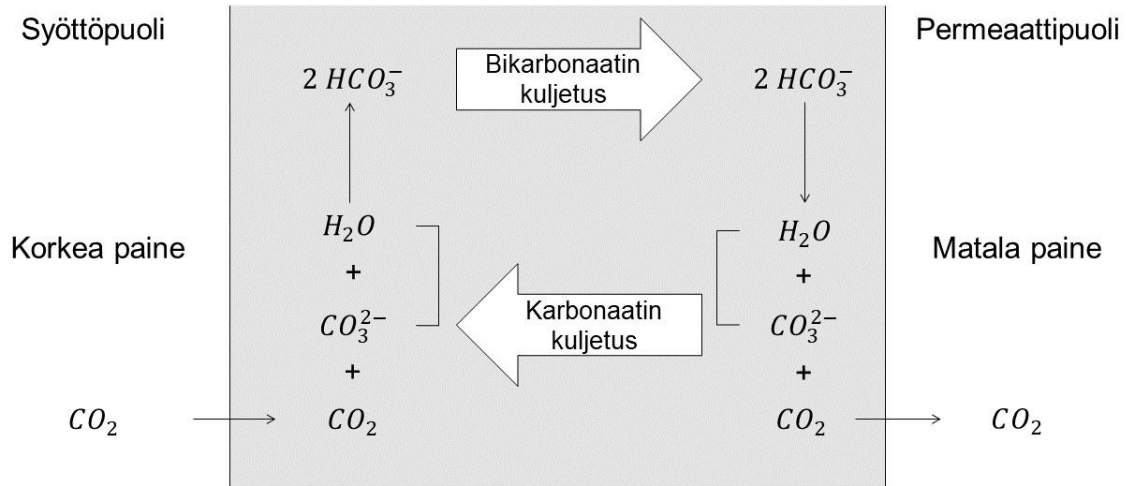 Syöttöpuoli
Permeaattipuoli
2 HCO₃⁻
Bikarbonaatin
kuljetus
2 HCO₃⁻
H₂O
H₂O
Korkea paine
Matala paine
+
+
Karbonaatin
kuljetus
CO₃²⁻
CO₃²⁻
+
+
CO₂
CO₂
CO₂
CO₂